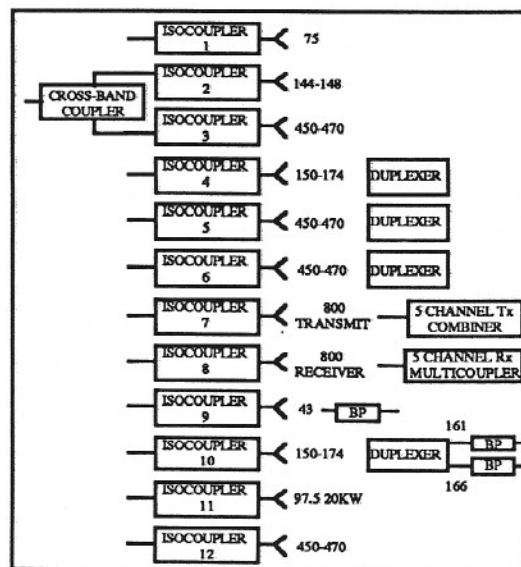 ISOCOUPLER
1
75
ISOCOUPLER
2
144-148
CROSS-BAND
COUPLER
ISOCOUPLER
3
450-470
ISOCOUPLER
4
150-174
DUPLEXER
ISOCOUPLER
5
450-470
DUPLEXER
ISOCOUPLER
6
450-470
DUPLEXER
ISOCOUPLER
7
800
TRANSMIT
5 CHANNEL Tx
COMBINER
ISOCOUPLER
8
800
RECEIVER
5 CHANNEL Rx
MULTICOUPLER
ISOCOUPLER
9
43
BP
ISOCOUPLER
10
150-174
DUPLEXER
161
BP
BP
166
ISOCOUPLER
11
97.5 20KW
ISOCOUPLER
12
450-470